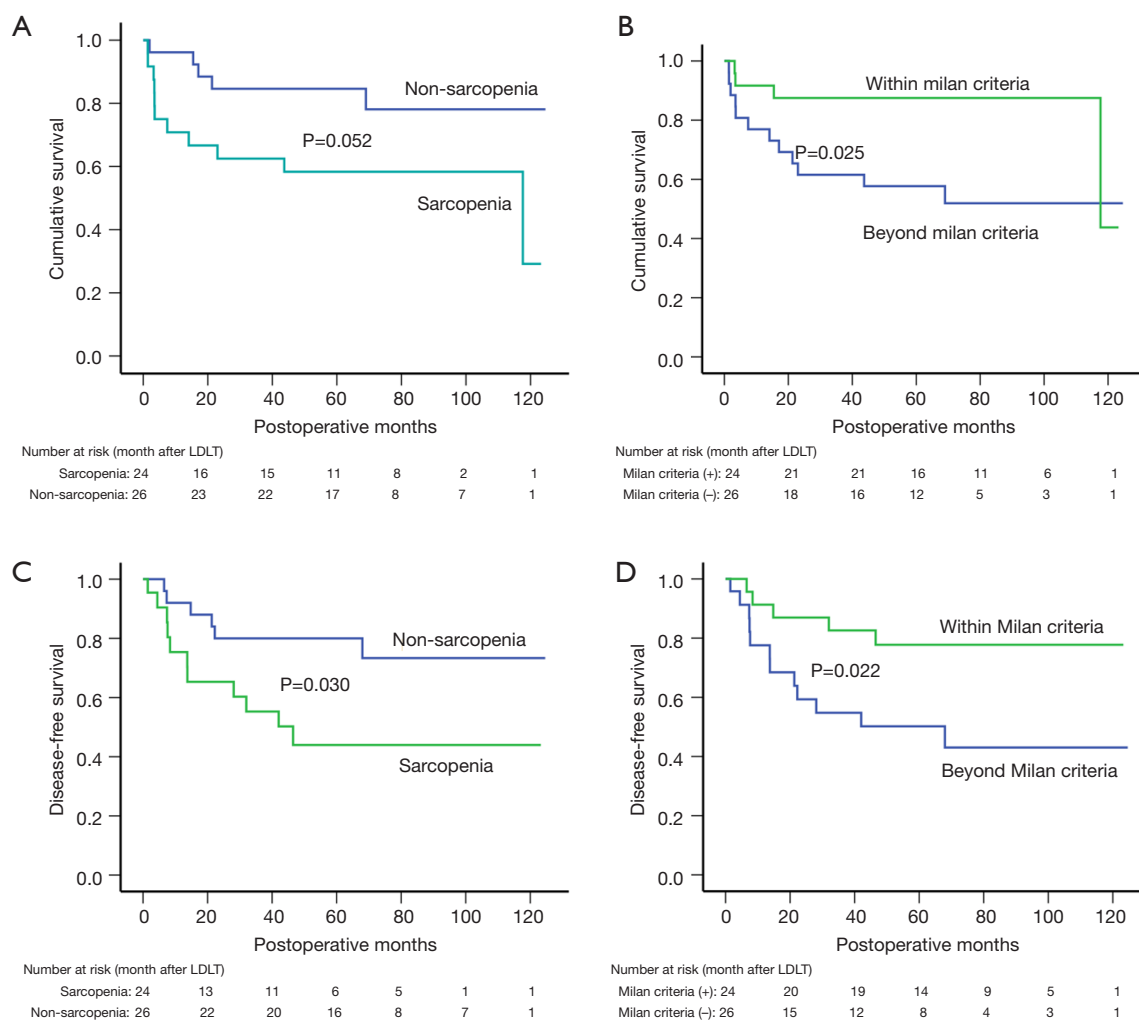 A
1.0
0.8
0.6
0.4
0.2
0.0
Cumulative survival
Non-sarcopenia
P=0.052
Sarcopenia
0 20 40 60 80 100 120
Postoperative months
Number at risk (month after LDLT)
Sarcopenia: 24 16 15 11 8 2 1
Non-sarcopenia: 26 23 22 17 8 7 1
B
1.0
0.8
0.6
0.4
0.2
0.0
Cumulative survival
Within milan criteria
P=0.025
Beyond milan criteria
0 20 40 60 80 100 120
Postoperative months
Number at risk (month after LDLT)
Milan criteria (+): 24 21 21 16 11 6 1
Milan criteria (–): 26 18 16 12 5 3 1
C
1.0
0.8
0.6
0.4
0.2
0.0
Disease-free survival
Non-sarcopenia
P=0.030
Sarcopenia
0 20 40 60 80 100 120
Postoperative months
Number at risk (month after LDLT)
Sarcopenia: 24 13 11 6 5 1 1
Non-sarcopenia: 26 22 20 16 8 7 1
D
1.0
0.8
0.6
0.4
0.2
0.0
Disease-free survival
Within Milan criteria
P=0.022
Beyond Milan criteria
0 20 40 60 80 100 120
Postoperative months
Number at risk (month after LDLT)
Milan criteria (+): 24 20 19 14 9 5 1
Milan criteria (–): 26 15 12 8 4 3 1